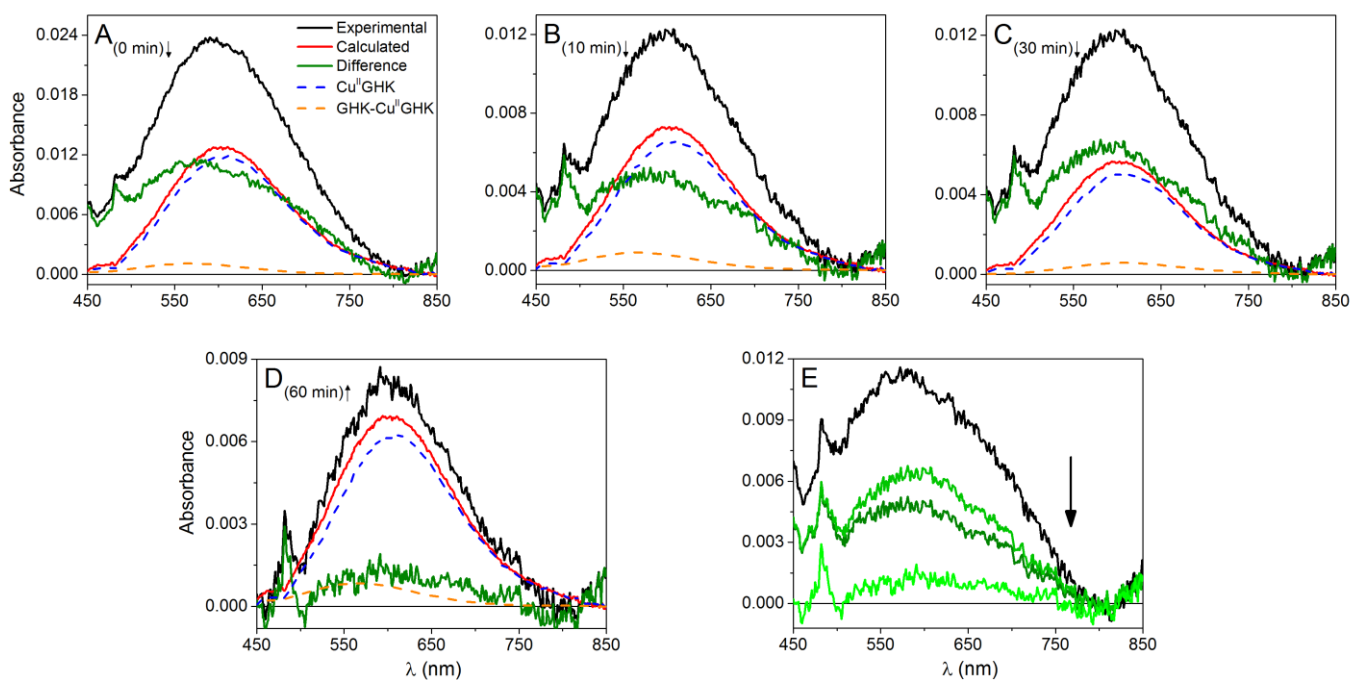 A (0 min)↓
Experimental
Calculated
Difference
CuᴵᴵGHK
GHK-CuᴵᴵGHK
0.024
0.018
0.012
0.006
0.000
Absorbance
450 550 650 750 850
B (10 min)↓
0.012
0.008
0.004
0.000
450 550 650 750 850
C (30 min)↓
0.012
0.008
0.004
0.000
450 550 650 750 850
D (60 min)↑
0.009
0.006
0.003
0.000
Absorbance
450 550 650 750 850
λ (nm)
E
0.012
0.009
0.006
0.003
0.000
450 550 650 750 850
λ (nm)